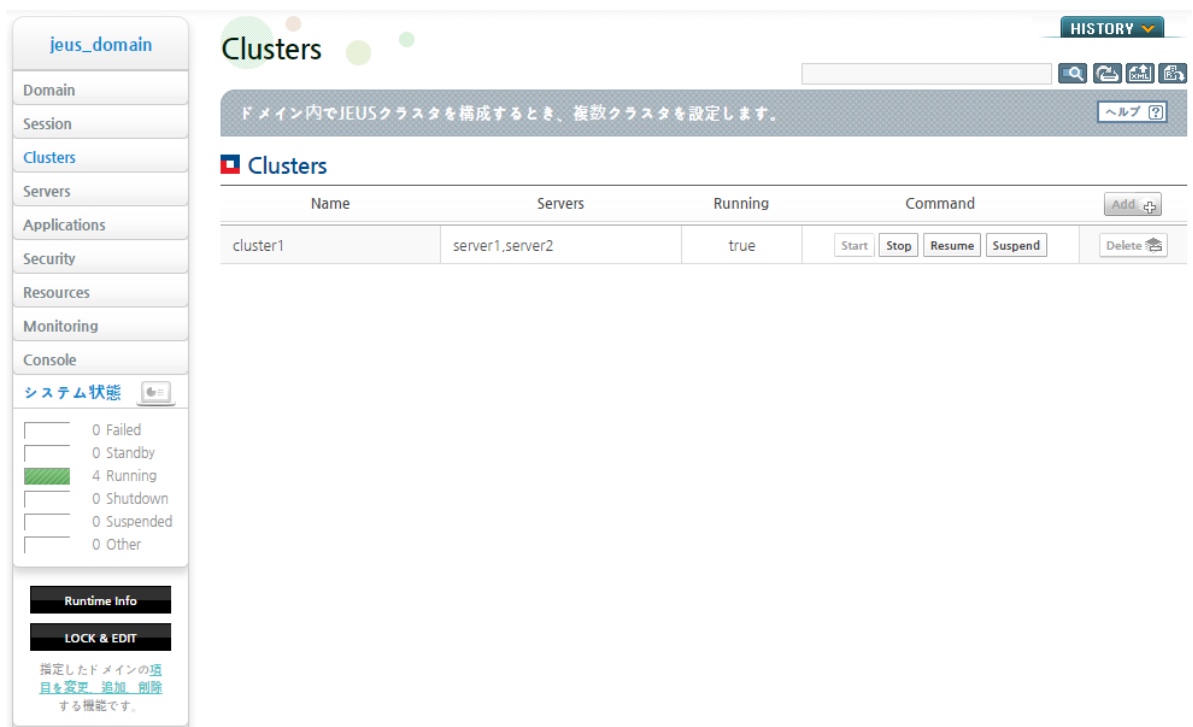 jeus_domain
Domain
Session
Clusters
Servers
Applications
Security
Resources
Monitoring
Console
システム状態
0 Failed
0 Standby
4 Running
0 Shutdown
0 Suspended
0 Other
Runtime Info
LOCK & EDIT
指定したドメインの項
目を変更、追加、削除
する機能です。
Clusters
HISTORY
XML
ドメイン内でJEUSクラスタを構成するとき、複数クラスタを設定します。
ヘルプ ?
Clusters
Name Servers Running Command Add
cluster1 server1,server2 true Start Stop Resume Suspend Delete